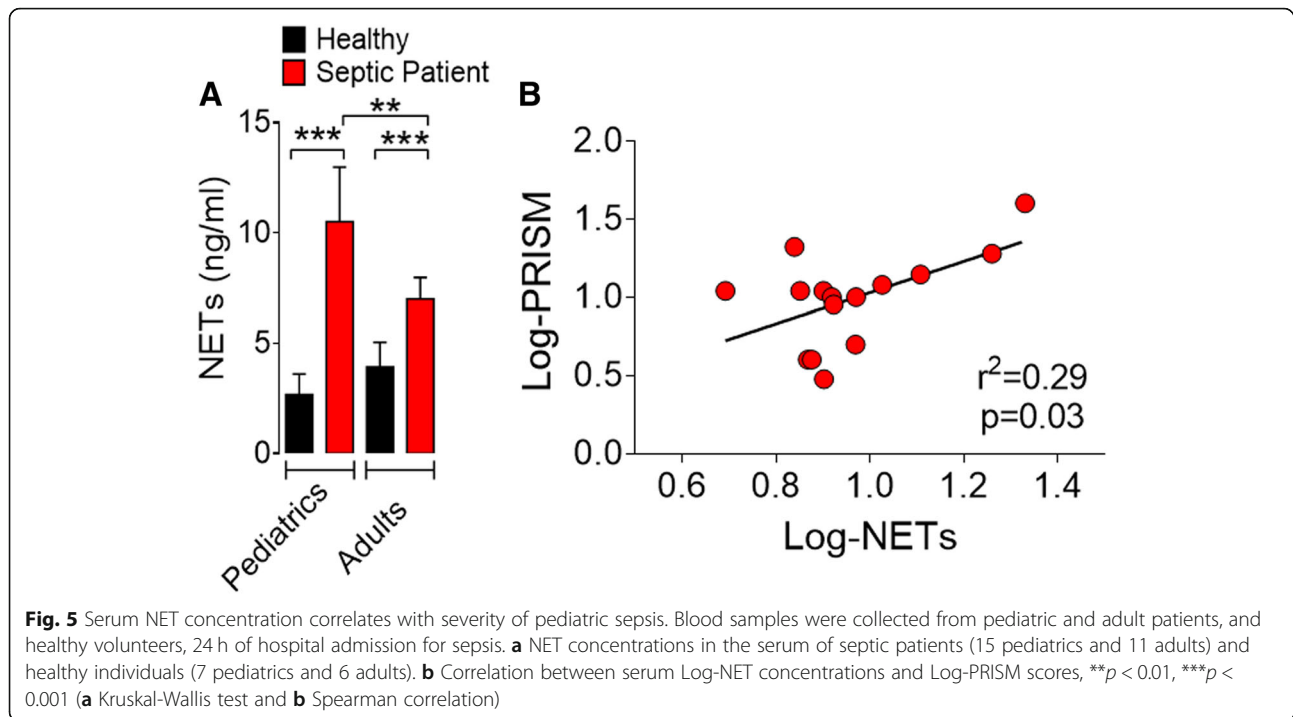 Healthy
Septic Patient
A
B
**
***
***
15
10
5
0
NETs (ng/ml)
Pediatrics
Adults
2.0
1.5
1.0
0.5
0.0
Log-PRISM
r²=0.29
p=0.03
0.6 0.8 1.0 1.2 1.4
Log-NETs
Fig. 5 Serum NET concentration correlates with severity of pediatric sepsis. Blood samples were collected from pediatric and adult patients, and
healthy volunteers, 24 h of hospital admission for sepsis. a NET concentrations in the serum of septic patients (15 pediatrics and 11 adults) and
healthy individuals (7 pediatrics and 6 adults). b Correlation between serum Log-NET concentrations and Log-PRISM scores, **p < 0.01, ***p <
0.001 (a Kruskal-Wallis test and b Spearman correlation)